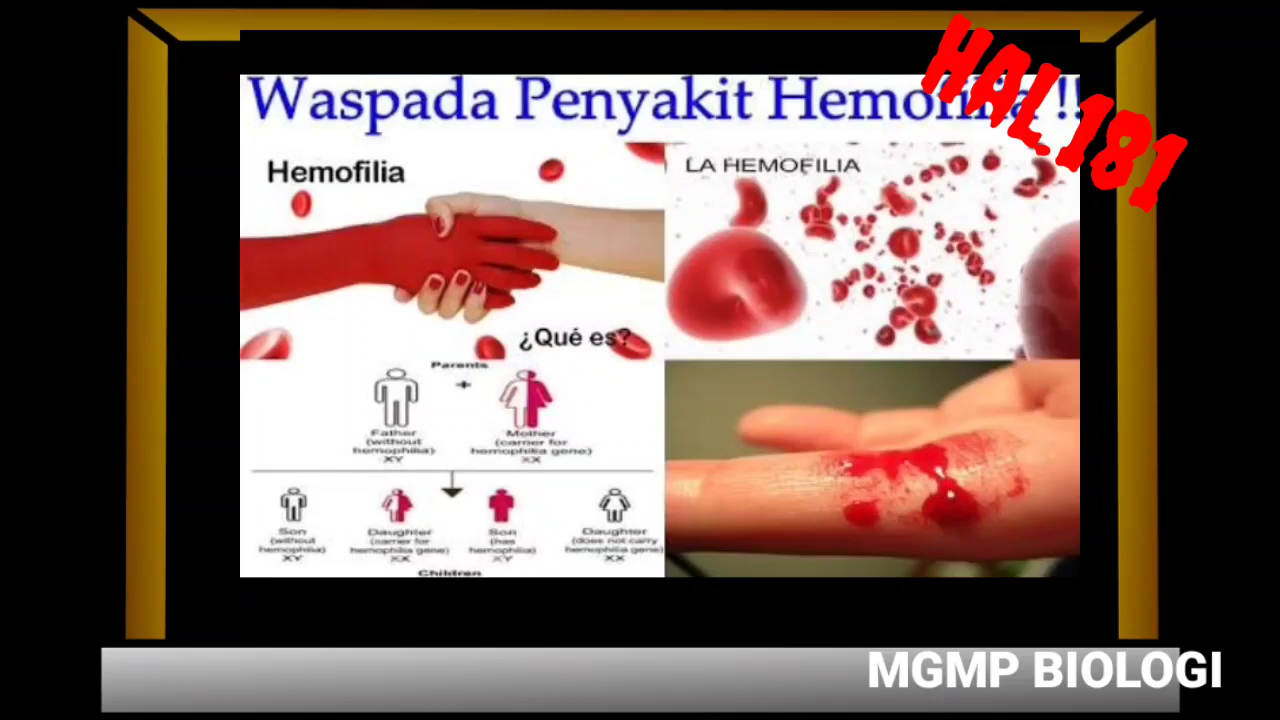 Waspada Penyakit Hemofilia !!
HAL 181
Hemofilia
LA HEMOFILIA
¿Qué es?
Parents
+
Father
(without
hemophilia)
XY
Mother
(carrier for
hemophilia gene)
XX
Son
(without
hemophilia)
XY
Daughter
(carrier for
hemophilia gene)
XX
Son
(has
hemophilia)
XY
Daughter
(does not carry
hemophilia gene)
XX
Children
MGMP BIOLOGI